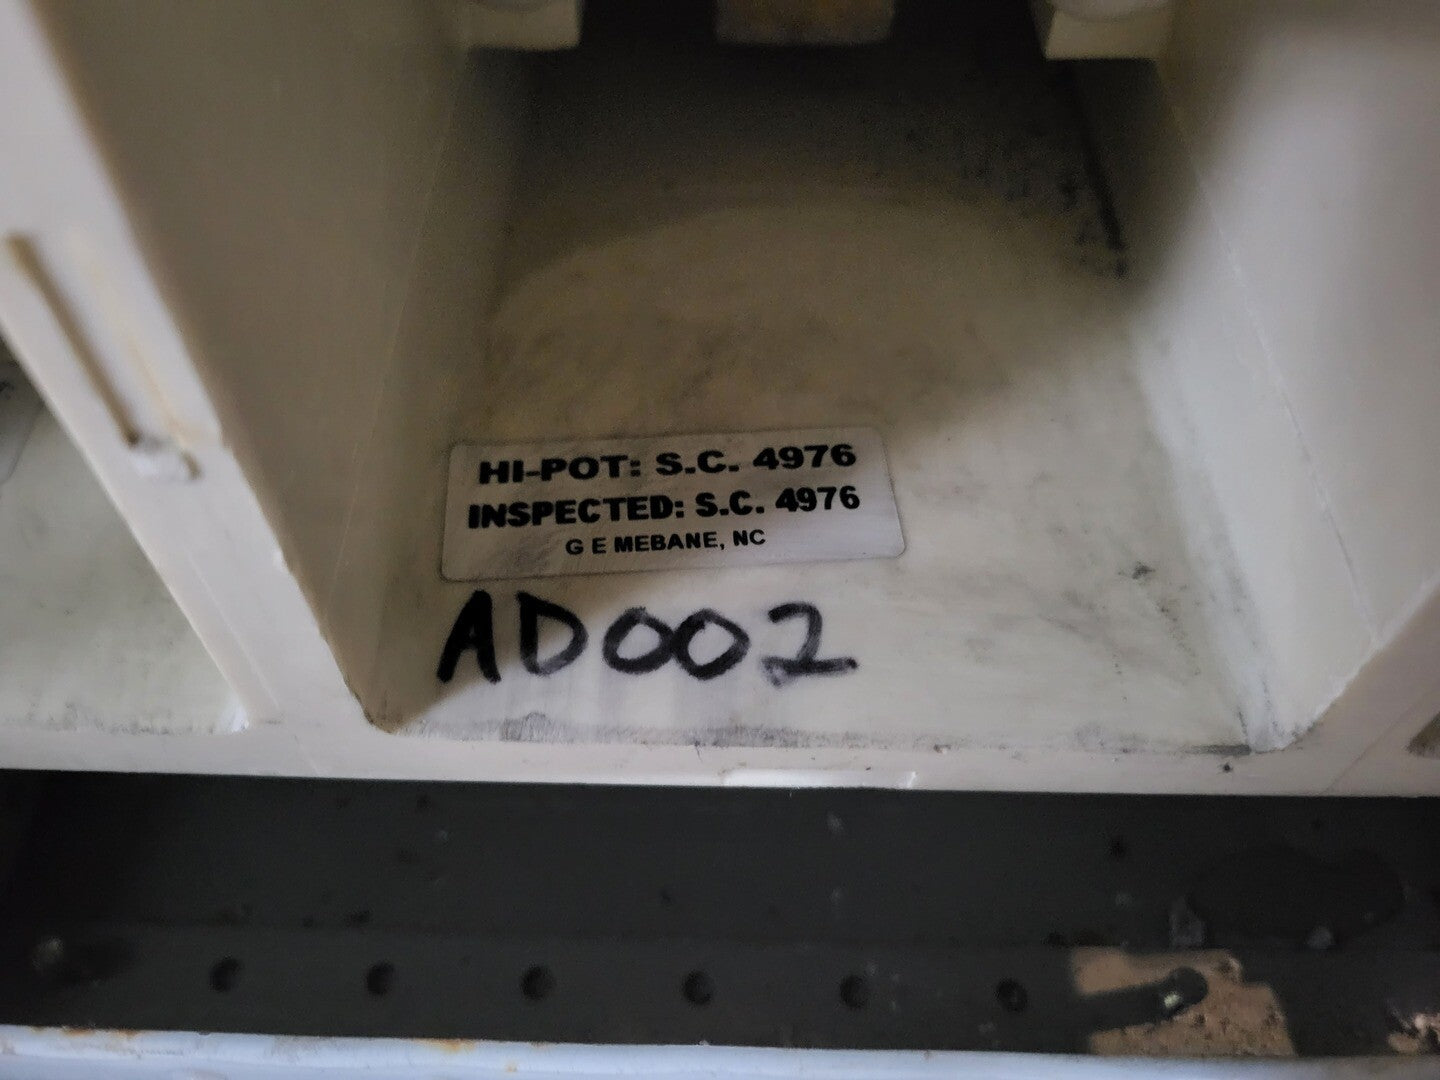 HI-POT: S.C. 4976
INSPECTED: S.C. 4976
G E MEBANE, NC
AD002